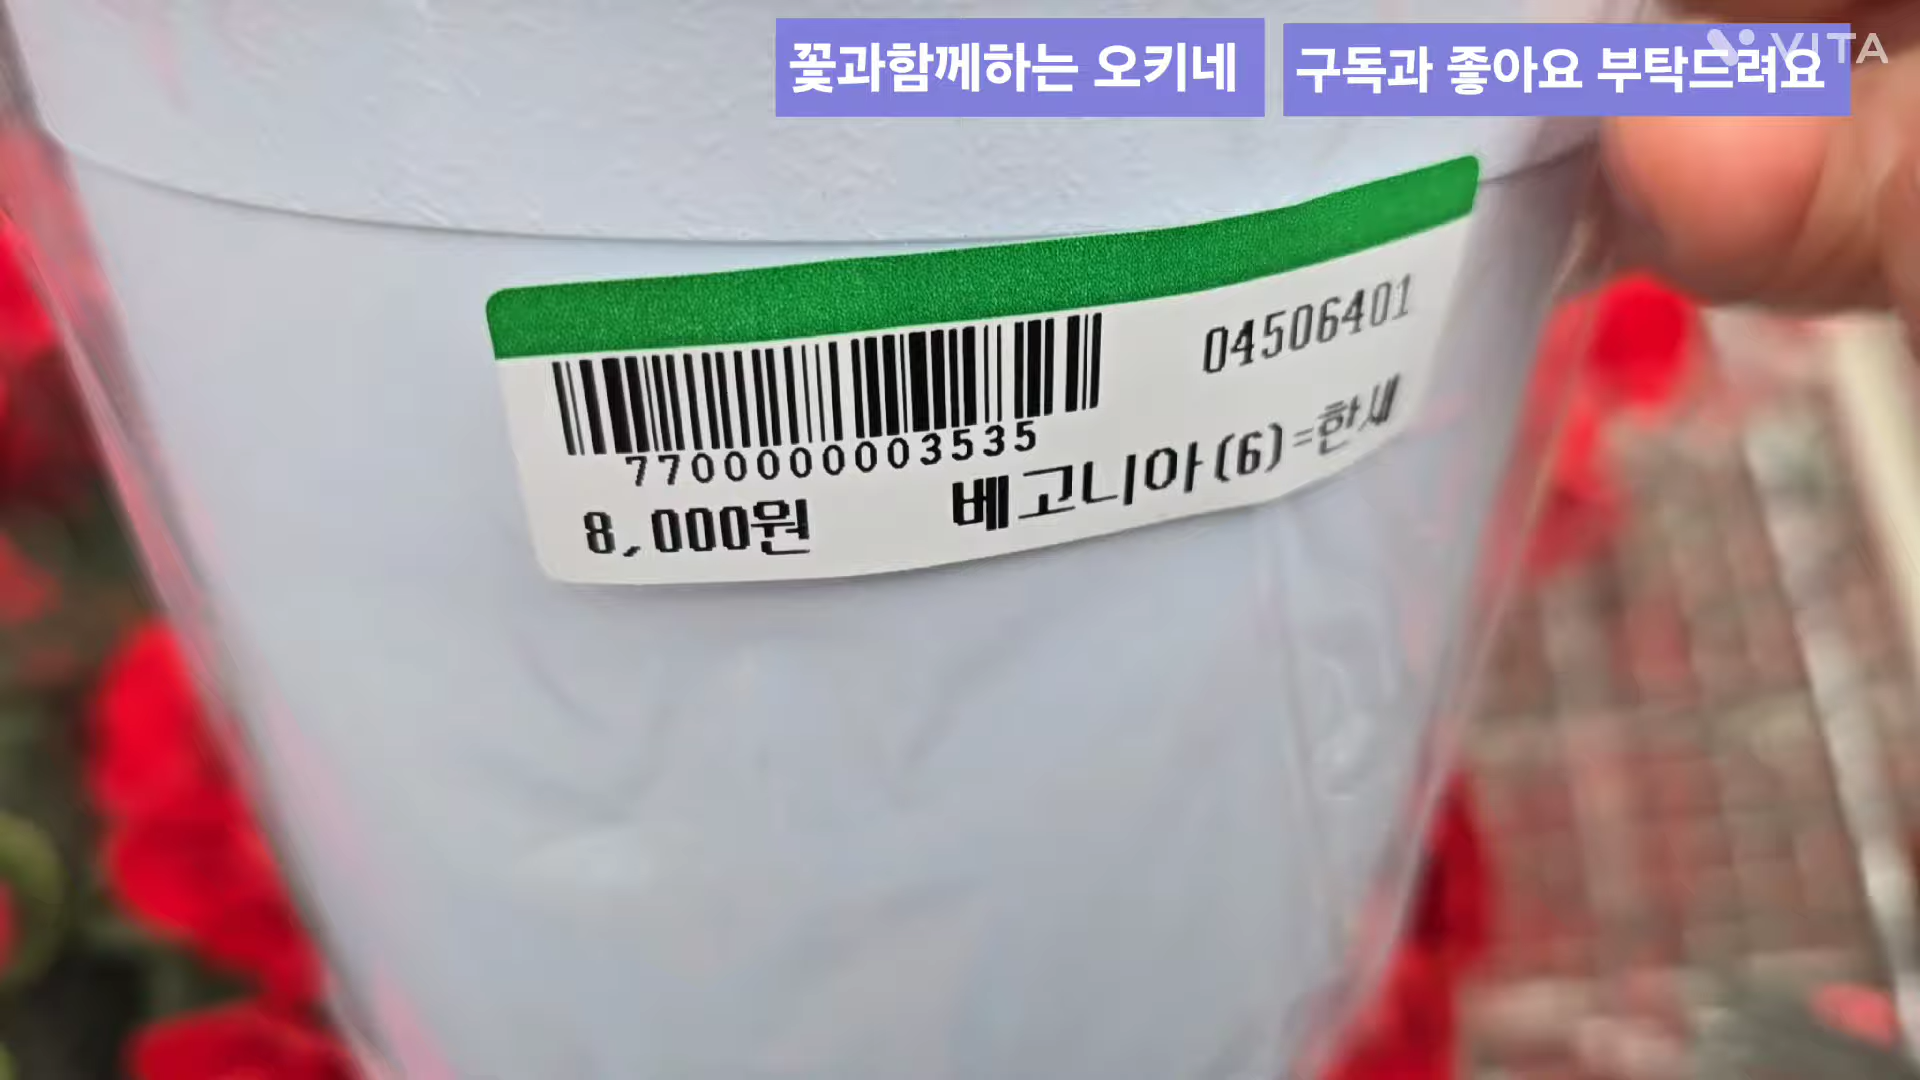 꽃과함께하는 오키네
구독과 좋아요 부탁드려요
VITA
04506401
7700000003535
8,000원 베고니아(6)=한세